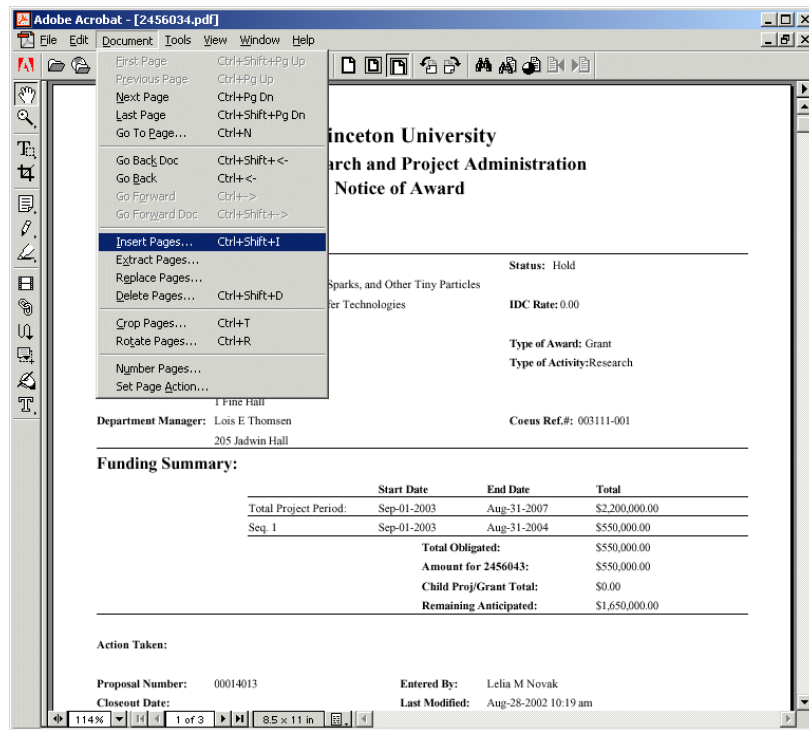 Adobe Acrobat - [2456034.pdf]
File Edit Document Tools View Window Help
First Page Ctrl+Shift+Pg Up
Previous Page Ctrl+Pg Up
Next Page Ctrl+Pg Dn
Last Page Ctrl+Shift+Pg Dn
Go To Page... Ctrl+N
Go Back Doc Ctrl+Shift+<-
Go Back Ctrl+<-
Go Forward Ctrl+->
Go Forward Doc Ctrl+Shift+->
Insert Pages... Ctrl+Shift+I
Extract Pages...
Replace Pages...
Delete Pages... Ctrl+Shift+D
Crop Pages... Ctrl+T
Rotate Pages... Ctrl+R
Number Pages...
Set Page Action...
inceton University
arch and Project Administration
Notice of Award
Status: Hold
Sparks, and Other Tiny Particles
fer Technologies IDC Rate: 0.00
Type of Award: Grant
Type of Activity:Research
1 Fine Hall
Department Manager: Lois E Thomsen Coeus Ref.#: 003111-001
205 Jadwin Hall
Funding Summary:
Start Date End Date Total
Total Project Period: Sep-01-2003 Aug-31-2007 $2,200,000.00
Seq. 1 Sep-01-2003 Aug-31-2004 $550,000.00
Total Obligated: $550,000.00
Amount for 2456043: $550,000.00
Child Proj/Grant Total: $0.00
Remaining Anticipated: $1,650,000.00
Action Taken:
Proposal Number: 00014013 Entered By: Lelia M Novak
Closeout Date: Last Modified: Aug-28-2002 10:19 am
114% 1 of 3 8.5 x 11 in